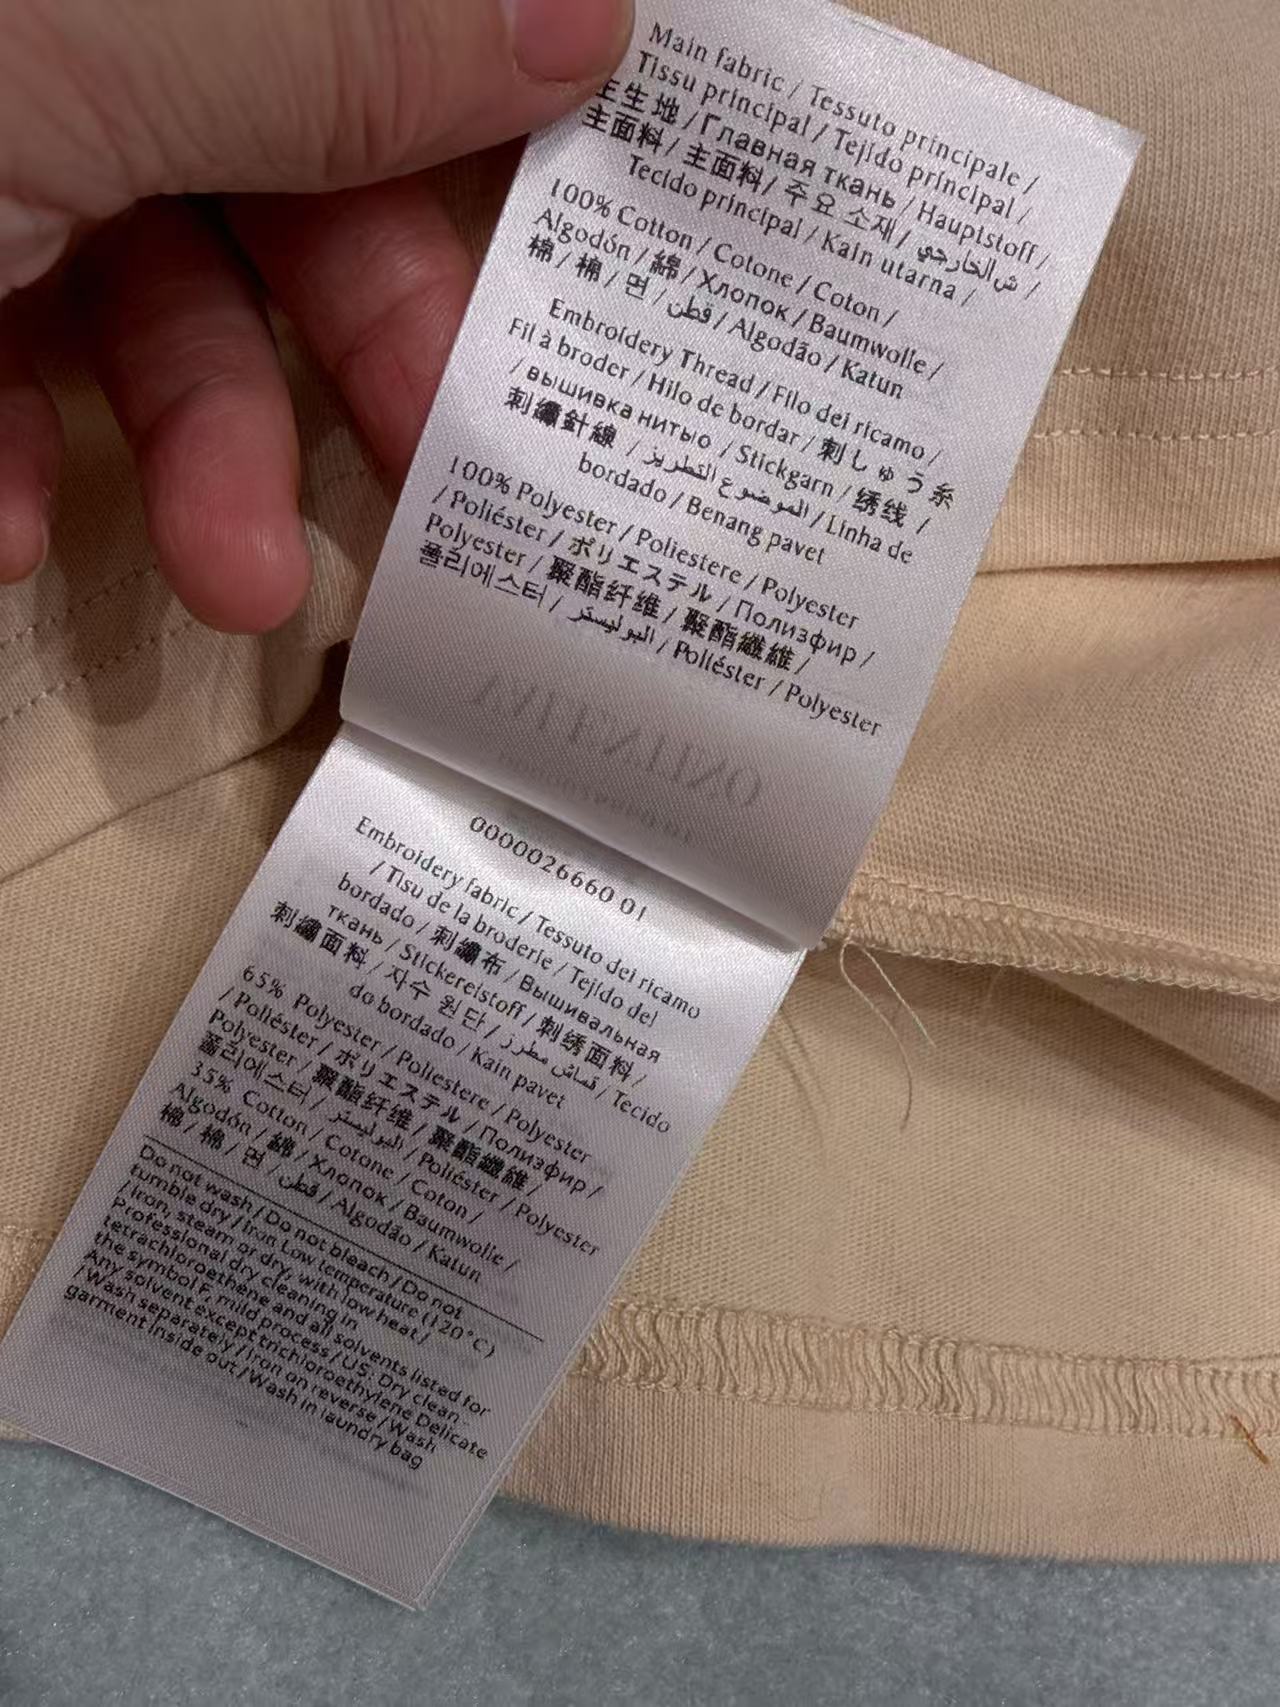 Main fabric / Tessuto principale /
Tissu principal / Tejido principal /
主生地 / Главная ткань / Hauptstoff /
主面料 / 主面料 / 주요 소재 / ش الخارجي /
Tecido principal / Kain utama /
100% Cotton / Cotone / Coton /
Algodón / 綿 / Хлопок / Baumwolle /
棉 / 棉 / 면 / قطن / Algodão / Katun
Embroidery Thread / Filo del ricamo /
Fil à broder / Hilo de bordar / 刺しゅう糸
/ вышивка нитью / Stickgarn / 绣线 /
刺繡針線 / الموضوع التطريز / Linha de
bordado / Benang pavet
100% Polyester / Poliestere / Polyester
/ Poliéster / ポリエステル / Полиэфир /
Polyester / 聚酯纤维 / 聚酯纖維 /
폴리에스터 / البوليستر / Poliéster / Polyester
0000026660 01
Embroidery fabric / Tessuto del ricamo
/ Tisu de la broderie / Tejido del
bordado / 刺繍布 / Вышивальная
ткань / Stickereistoff / 刺绣面料 /
刺繡面料 / 자수 원단 / قماش مطرز / Tecido
do bordado / Kain pavet
65% Polyester / Poliestere / Polyester
/ Poliéster / ポリエステル / Полиэфир /
Polyester / 聚酯纤维 / 聚酯纖維 /
폴리에스터 / البوليستر / Poliéster / Polyester
35% Cotton / Cotone / Coton /
Algodón / 綿 / Хлопок / Baumwolle /
棉 / 棉 / 면 / قطن / Algodão / Katun
Do not wash / Do not bleach / Do not
tumble dry / Iron Low temperature (120°C)
/ Iron, steam or dry, with low heat /
Professional dry cleaning in
tetrachloroethene and all solvents listed for
the symbol F, mild process / US: Dry clean -
Any solvent except trichloroethylene Delicate
/ Wash separately / Iron on reverse / Wash
garment inside out / Wash in laundry bag